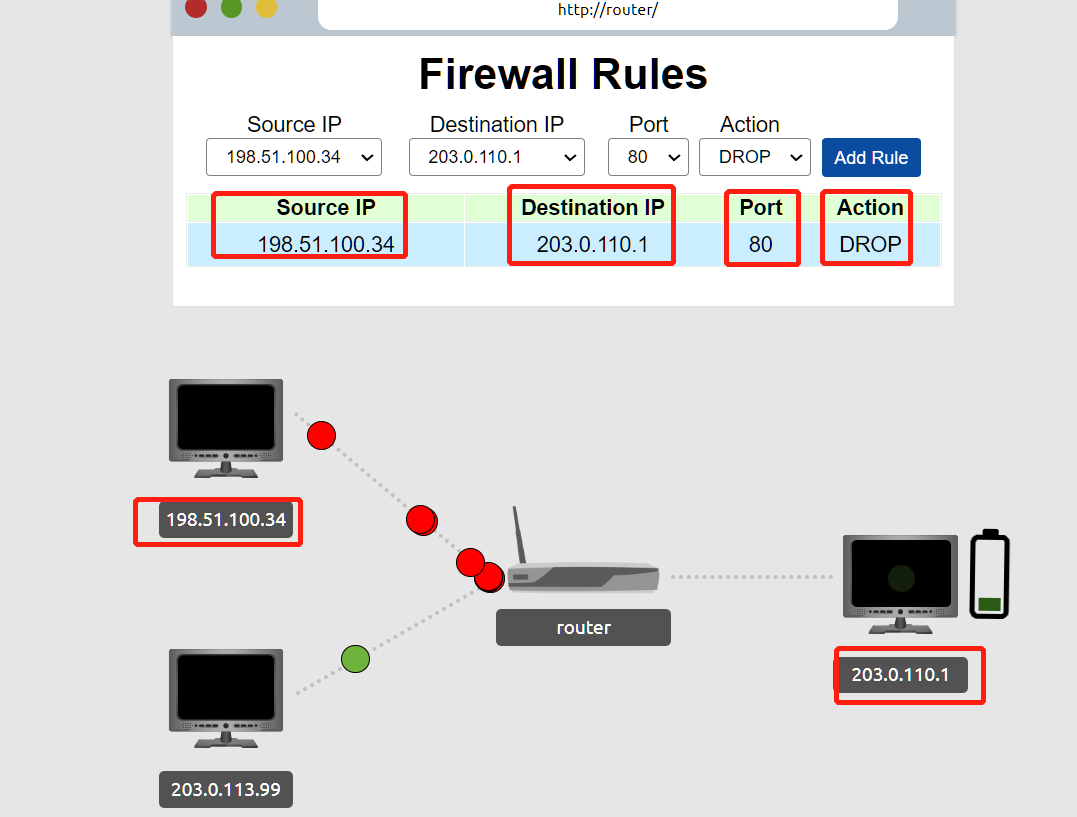 http://router/
Firewall Rules
Source IP Destination IP Port Action
198.51.100.34 203.0.110.1 80 DROP Add Rule
Source IP Destination IP Port Action
198.51.100.34 203.0.110.1 80 DROP
198.51.100.34
router
203.0.110.1
203.0.113.99